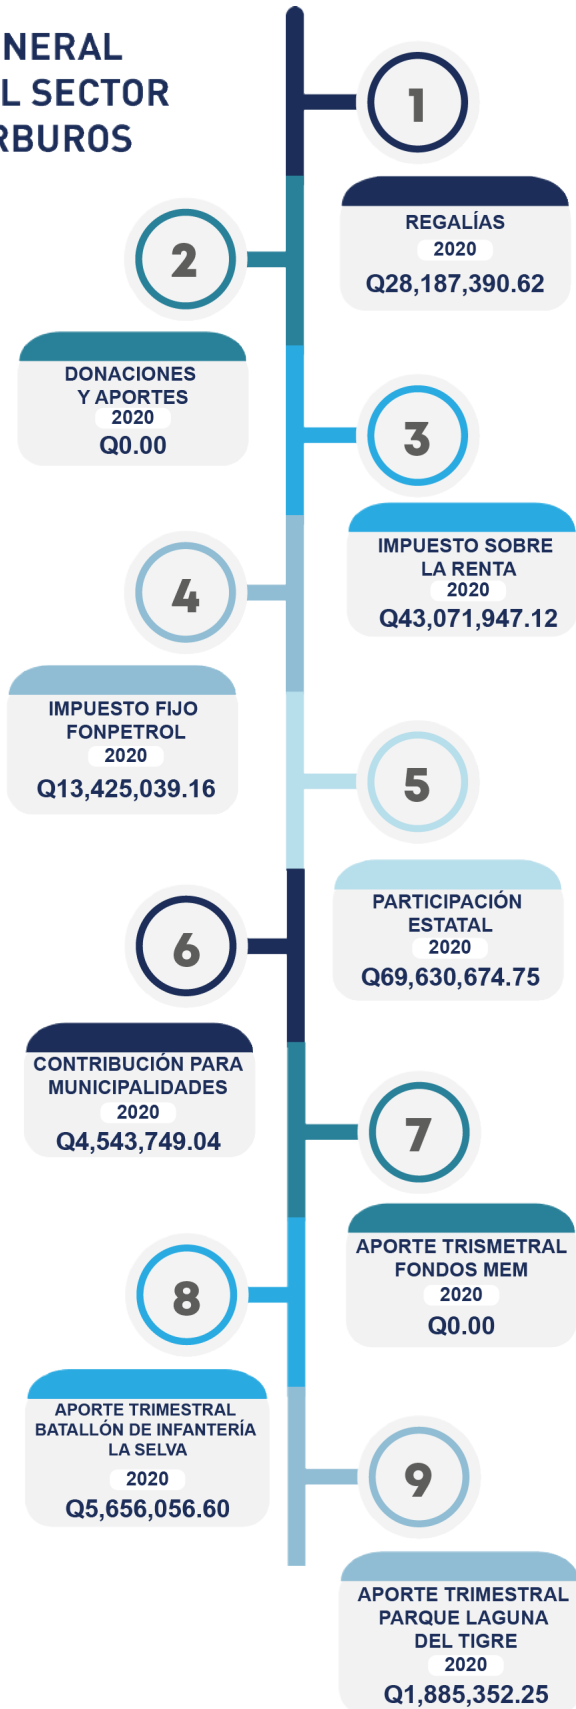 NERAL
L SECTOR
RBUROS
1
REGALÍAS
2020
Q28,187,390.62
2
DONACIONES
Y APORTES
2020
Q0.00
3
IMPUESTO SOBRE
LA RENTA
2020
Q43,071,947.12
4
IMPUESTO FIJO
FONPETROL
2020
Q13,425,039.16
5
PARTICIPACIÓN
ESTATAL
2020
Q69,630,674.75
6
CONTRIBUCIÓN PARA
MUNICIPALIDADES
2020
Q4,543,749.04
7
APORTE TRISMETRAL
FONDOS MEM
2020
Q0.00
8
APORTE TRIMESTRAL
BATALLÓN DE INFANTERÍA
LA SELVA
2020
Q5,656,056.60
9
APORTE TRIMESTRAL
PARQUE LAGUNA
DEL TIGRE
2020
Q1,885,352.25